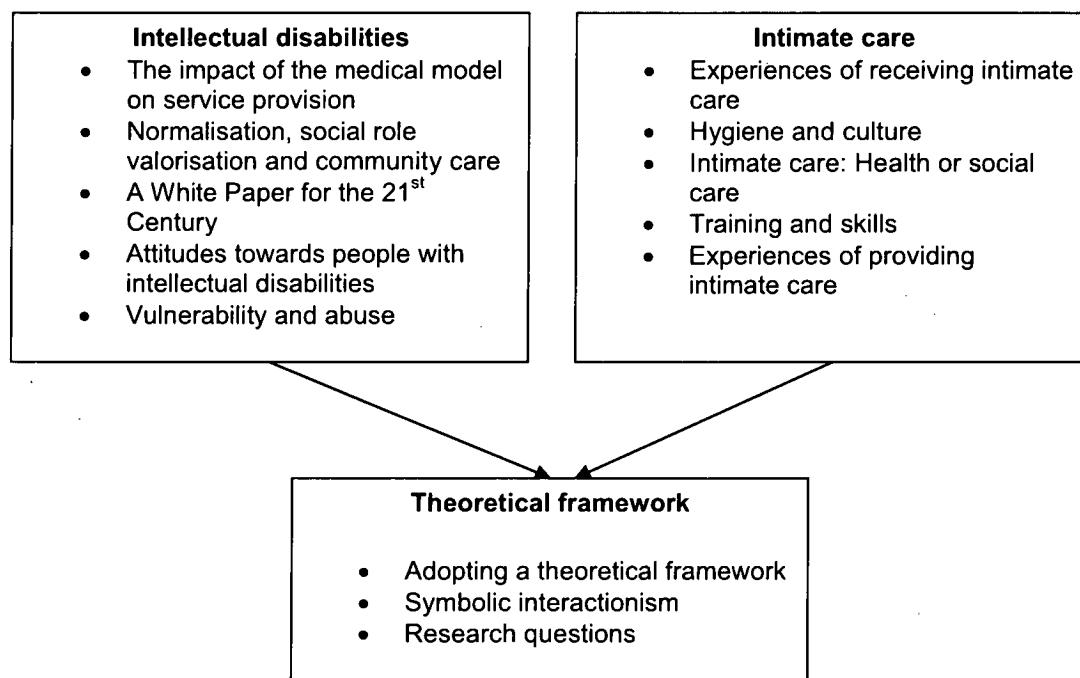 Intellectual disabilities
• The impact of the medical model
on service provision
• Normalisation, social role
valorisation and community care
• A White Paper for the 21st
Century
• Attitudes towards people with
intellectual disabilities
• Vulnerability and abuse
Intimate care
• Experiences of receiving intimate
care
• Hygiene and culture
• Intimate care: Health or social
care
• Training and skills
• Experiences of providing
intimate care
Theoretical framework
• Adopting a theoretical framework
• Symbolic interactionism
• Research questions